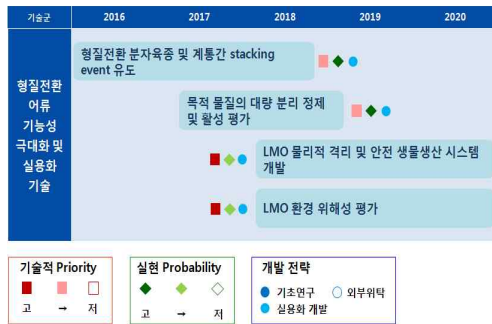 기술군 2016 2017 2018 2019 2020
형질전환
어류
기능성
극대화 및
실용화
기술
형질전환 분자육종 및 계통간 stacking
event 유도
목적 물질의 대량 분리 정제
및 활성 평가
LMO 물리적 격리 및 안전 생물생산 시스템
개발
LMO 환경 위해성 평가
기술적 Priority
고 → 저
실현 Probability
고 → 저
개발 전략
기초연구 외부위탁
실용화 개발